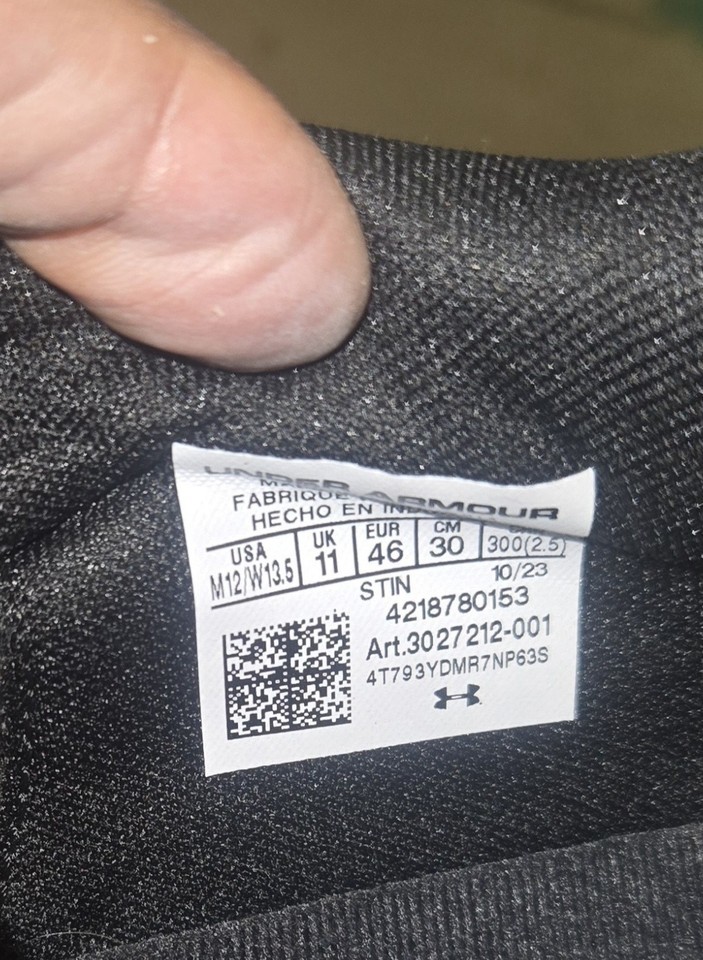 UNDER ARMOUR
FABRIQUÉ
HECHO EN
USA UK EUR CM
M12/W13.5 11 46 30 300(2.5)
STIN 10/23
4218780153
Art.3027212-001
4T793YDMR7NP63S